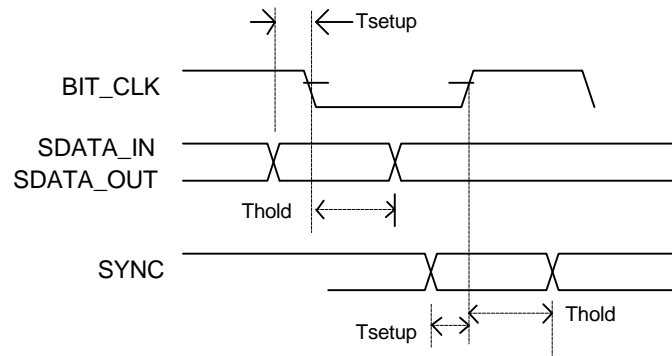 Tsetup
BIT_CLK
SDATA_IN
SDATA_OUT
Thold
SYNC
Thold
Tsetup